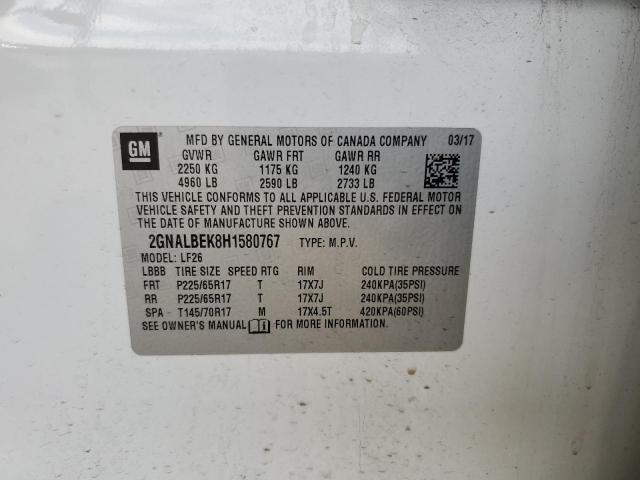 GM
MFD BY GENERAL MOTORS OF CANADA COMPANY 03/17
GVWR GAWR FRT GAWR RR
2250 KG 1175 KG 1240 KG
4960 LB 2590 LB 2733 LB
THIS VEHICLE CONFORMS TO ALL APPLICABLE U.S. FEDERAL MOTOR
VEHICLE SAFETY AND THEFT PREVENTION STANDARDS IN EFFECT ON
THE DATE OF MANUFACTURE SHOWN ABOVE.
2GNALBEK8H1580767 TYPE: M.P.V.
MODEL: LF26
LBBB TIRE SIZE SPEED RTG RIM COLD TIRE PRESSURE
FRT P225/65R17 T 17X7J 240KPA(35PSI)
RR P225/65R17 T 17X7J 240KPA(35PSI)
SPA T145/70R17 M 17X4.5T 420KPA(60PSI)
SEE OWNER'S MANUAL FOR MORE INFORMATION.